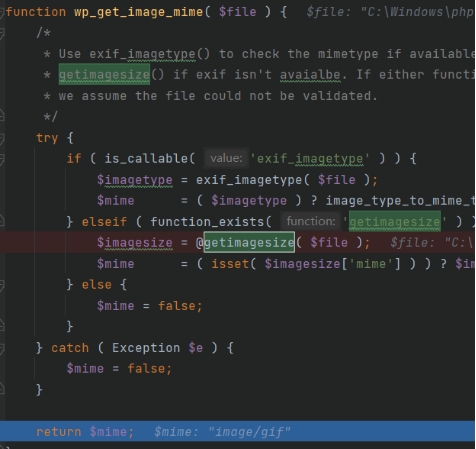 function wp_get_image_mime( $file ) {   $file: "C:\Windows\php
/*
* Use exif_imagetype() to check the mimetype if available
* getimagesize() if exif isn't avaialbe. If either functi
* we assume the file could not be validated.
*/
try {
if ( is_callable( value: 'exif_imagetype' ) ) {
$imagetype = exif_imagetype( $file );
$mime      = ( $imagetype ) ? image_type_to_mime_t
} elseif ( function_exists( function: 'getimagesize' ) )
$imagesize = @getimagesize( $file );   $file: "C:\
$mime      = ( isset( $imagesize['mime'] ) ) ? $im
} else {
$mime = false;
}
} catch ( Exception $e ) {
$mime = false;
}
return $mime;   $mime: "image/gif"